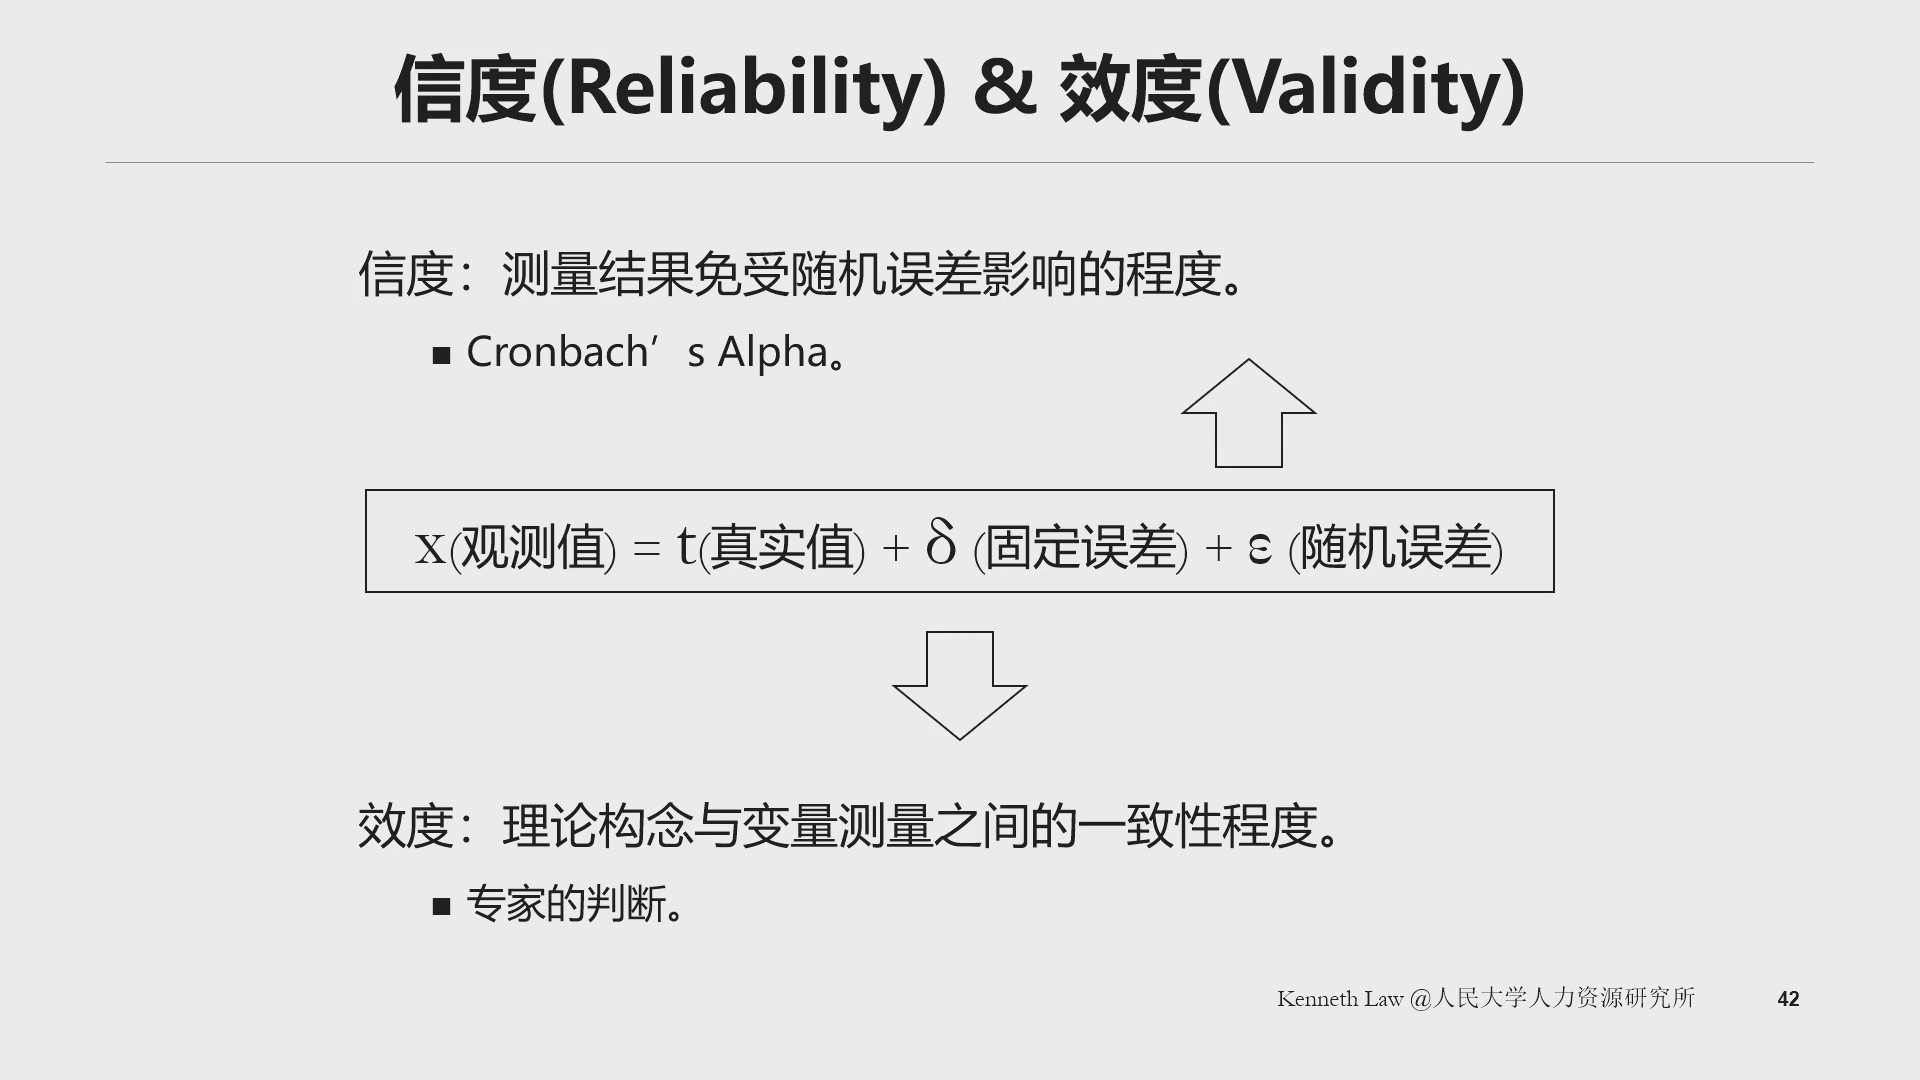 信度(Reliability) & 效度(Validity)
信度：测量结果免受随机误差影响的程度。
■ Cronbach’s Alpha。
x(观测值) = t(真实值) + δ (固定误差) + ε (随机误差)
效度：理论构念与变量测量之间的一致性程度。
■ 专家的判断。
Kenneth Law @人民大学人力资源研究所 42